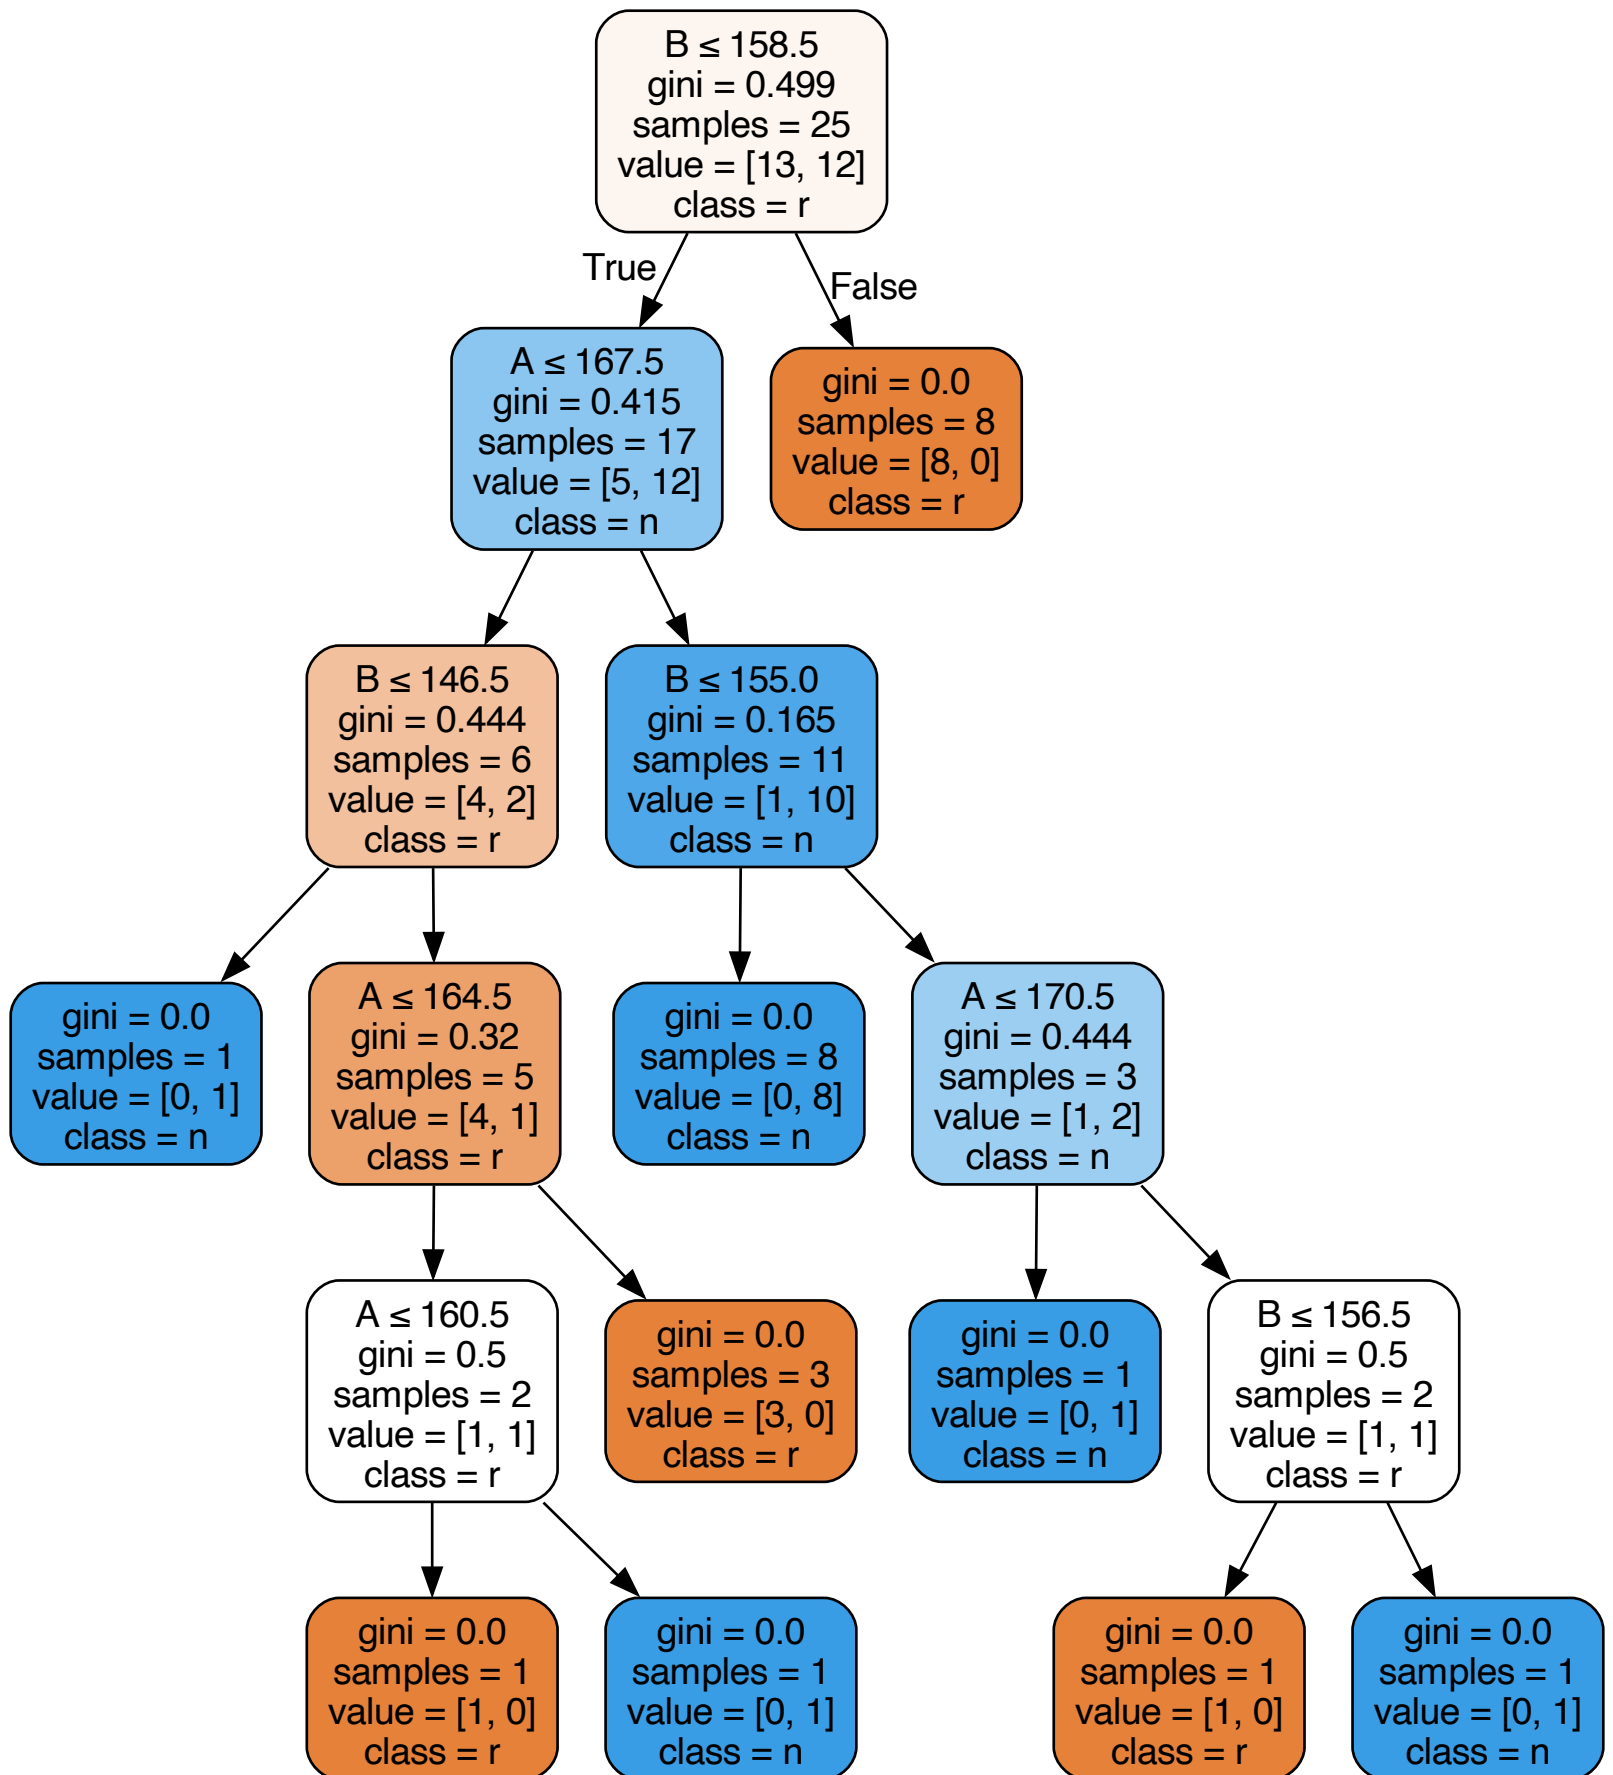 B ≤ 158.5
gini = 0.499
samples = 25
value = [13, 12]
class = r
True
False
A ≤ 167.5
gini = 0.415
samples = 17
value = [5, 12]
class = n
gini = 0.0
samples = 8
value = [8, 0]
class = r
B ≤ 146.5
gini = 0.444
samples = 6
value = [4, 2]
class = r
B ≤ 155.0
gini = 0.165
samples = 11
value = [1, 10]
class = n
gini = 0.0
samples = 1
value = [0, 1]
class = n
A ≤ 164.5
gini = 0.32
samples = 5
value = [4, 1]
class = r
gini = 0.0
samples = 8
value = [0, 8]
class = n
A ≤ 170.5
gini = 0.444
samples = 3
value = [1, 2]
class = n
A ≤ 160.5
gini = 0.5
samples = 2
value = [1, 1]
class = r
gini = 0.0
samples = 3
value = [3, 0]
class = r
gini = 0.0
samples = 1
value = [0, 1]
class = n
B ≤ 156.5
gini = 0.5
samples = 2
value = [1, 1]
class = r
gini = 0.0
samples = 1
value = [1, 0]
class = r
gini = 0.0
samples = 1
value = [0, 1]
class = n
gini = 0.0
samples = 1
value = [1, 0]
class = r
gini = 0.0
samples = 1
value = [0, 1]
class = n